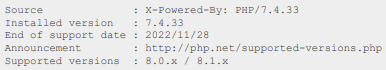 Source              : X-Powered-By: PHP/7.4.33
Installed version   : 7.4.33
End of support date : 2022/11/28
Announcement        : http://php.net/supported-versions.php
Supported versions  : 8.0.x / 8.1.x